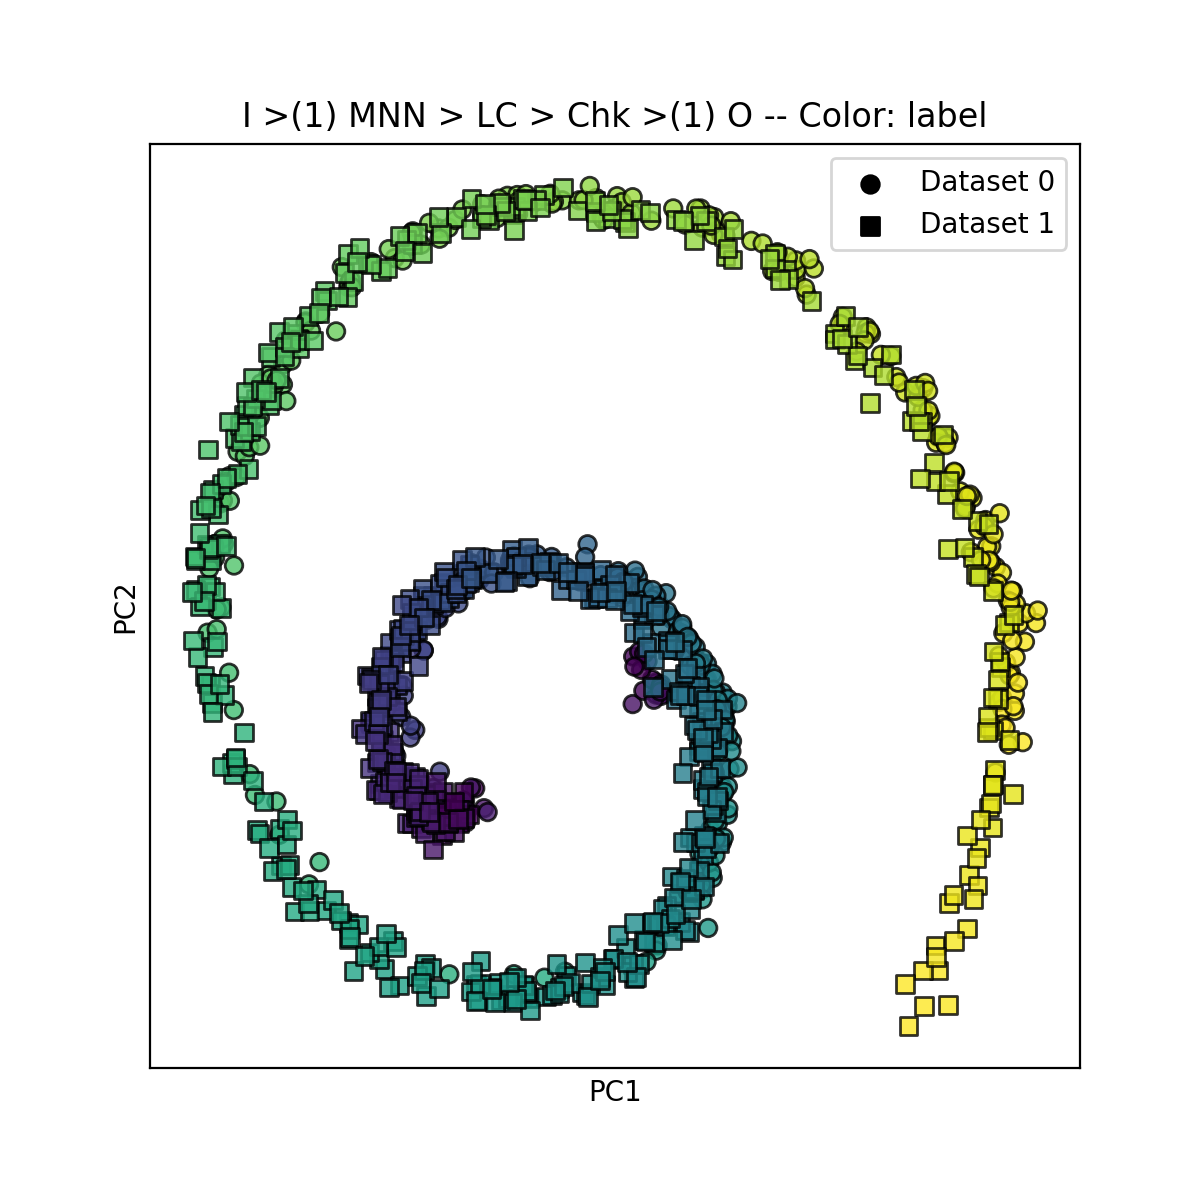 I >(1) MNN > LC > Chk >(1) O -- Color: label
Dataset 0
Dataset 1
PC2
PC1